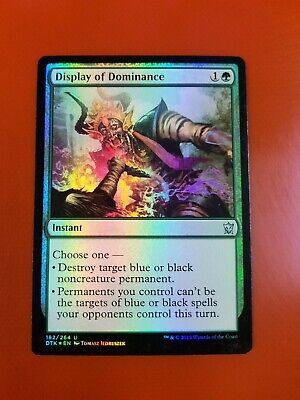 Display of Dominance 1
Instant
Choose one —
• Destroy target blue or black
noncreature permanent.
• Permanents you control can't be
the targets of blue or black spells
your opponents control this turn.
182/264 U
DTK ★ EN Tomasz Jedruszek
™ & © 2015 Wizards of the Coast